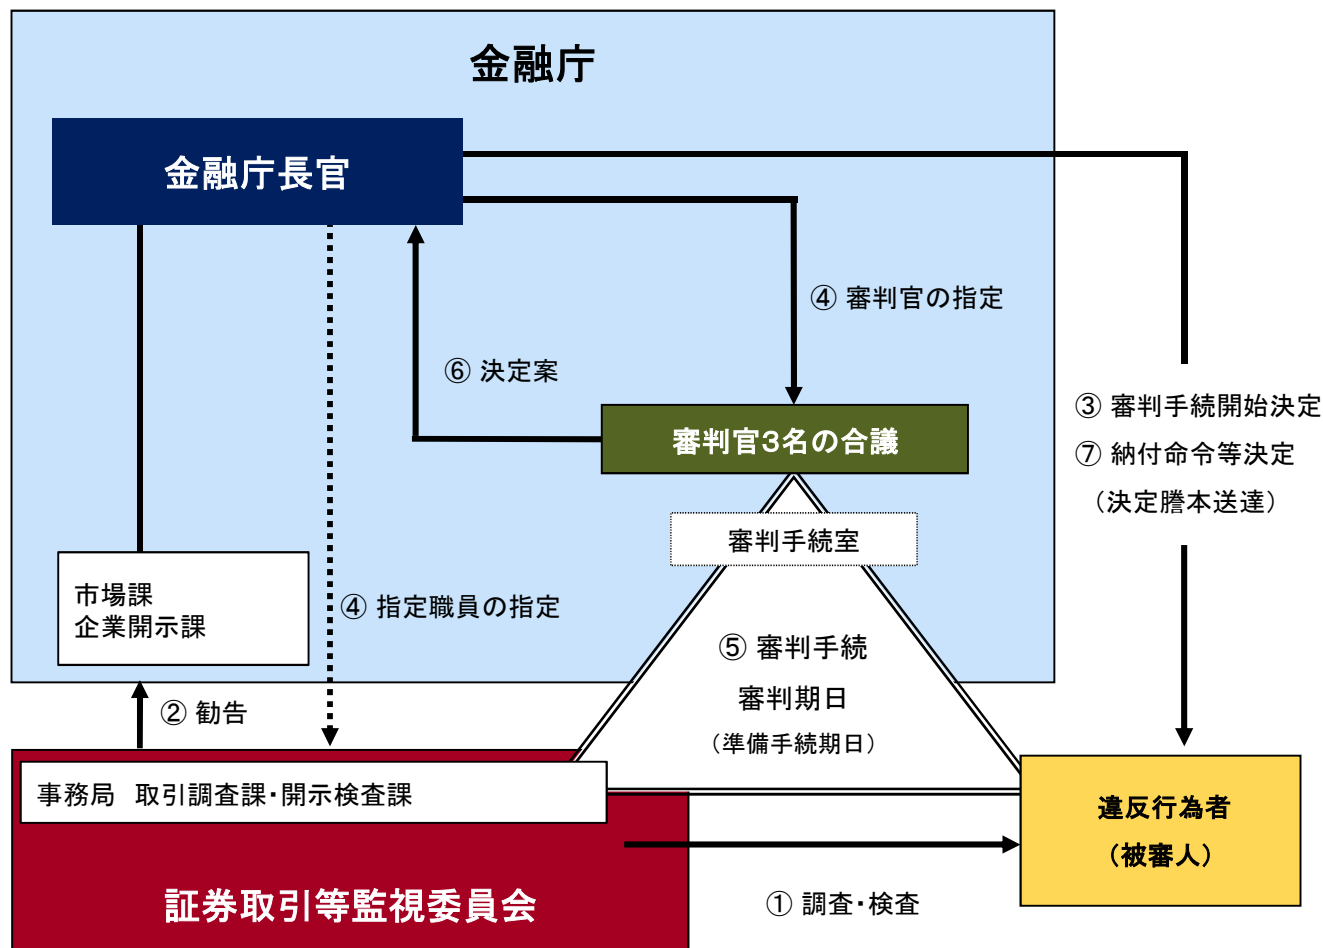 金融庁
金融庁長官
④ 審判官の指定
⑥ 決定案
③ 審判手続開始決定
⑦ 納付命令等決定
（決定謄本送達）
審判官3名の合議
審判手続室
市場課
企業開示課
④ 指定職員の指定
⑤ 審判手続
審判期日
（準備手続期日）
② 勧告
事務局　取引調査課・開示検査課
違反行為者
（被審人）
証券取引等監視委員会
① 調査・検査